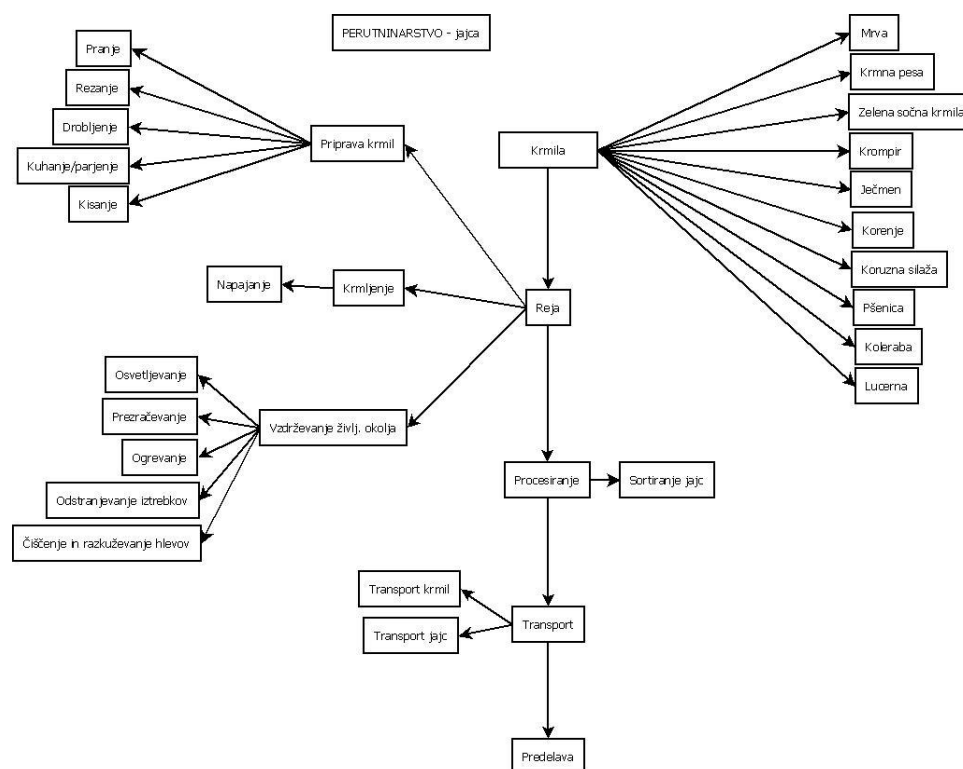 PERUTNINARSTVO - jajca
Pranje
Rezanje
Drobljenje
Kuhanje/parjenje
Kisanje
Priprava krmil
Krmila
Mrva
Krmna pesa
Zelena sočna krmila
Krompir
Ječmen
Korenje
Koruzna silaža
Pšenica
Koleraba
Lucerna
Napajanje
Krmljenje
Reja
Osvetljevanje
Prezračevanje
Ogrevanje
Odstranjevanje iztrebkov
Čiščenje in razkuževanje hlevov
Vzdrževanje življ. okolja
Procesiranje
Sortiranje jajc
Transport krmil
Transport jajc
Transport
Predelava